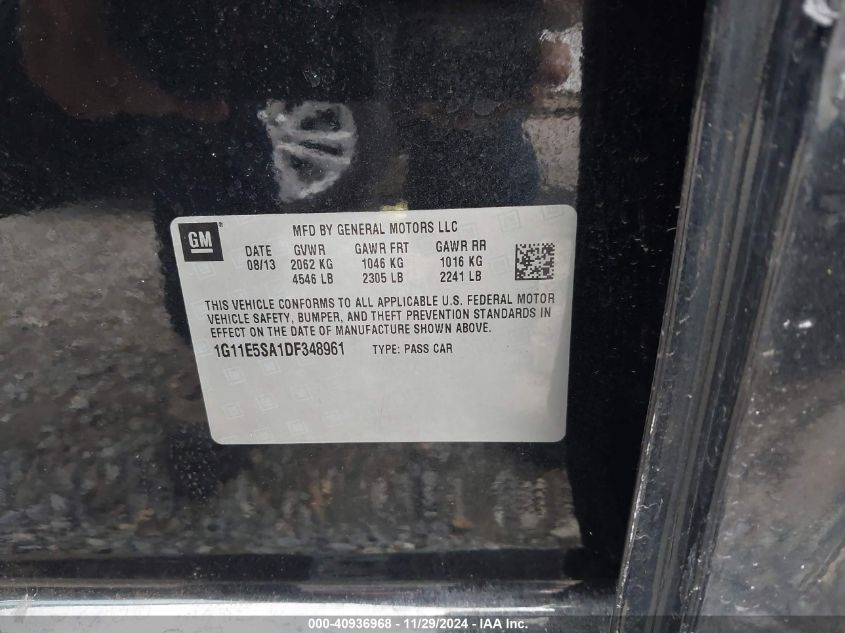 GM ®
MFD BY GENERAL MOTORS LLC
DATE GVWR GAWR FRT GAWR RR
08/13 2062 KG 1046 KG 1016 KG
4546 LB 2305 LB 2241 LB
THIS VEHICLE CONFORMS TO ALL APPLICABLE U.S. FEDERAL MOTOR
VEHICLE SAFETY, BUMPER, AND THEFT PREVENTION STANDARDS IN
EFFECT ON THE DATE OF MANUFACTURE SHOWN ABOVE.
1G11E5SA1DF348961 TYPE: PASS CAR
000-40936968 - 11/29/2024 - IAA Inc.